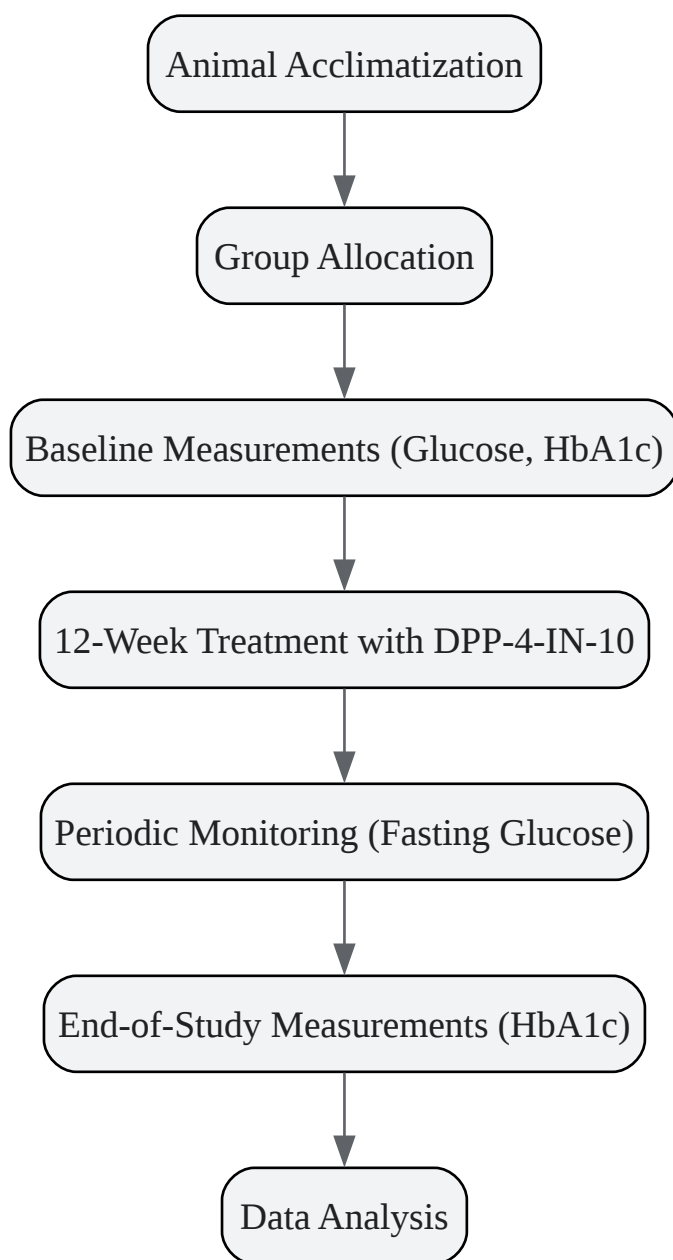 Animal Acclimatization
Group Allocation
Baseline Measurements (Glucose, HbA1c)
12-Week Treatment with DPP-4-IN-10
Periodic Monitoring (Fasting Glucose)
End-of-Study Measurements (HbA1c)
Data Analysis